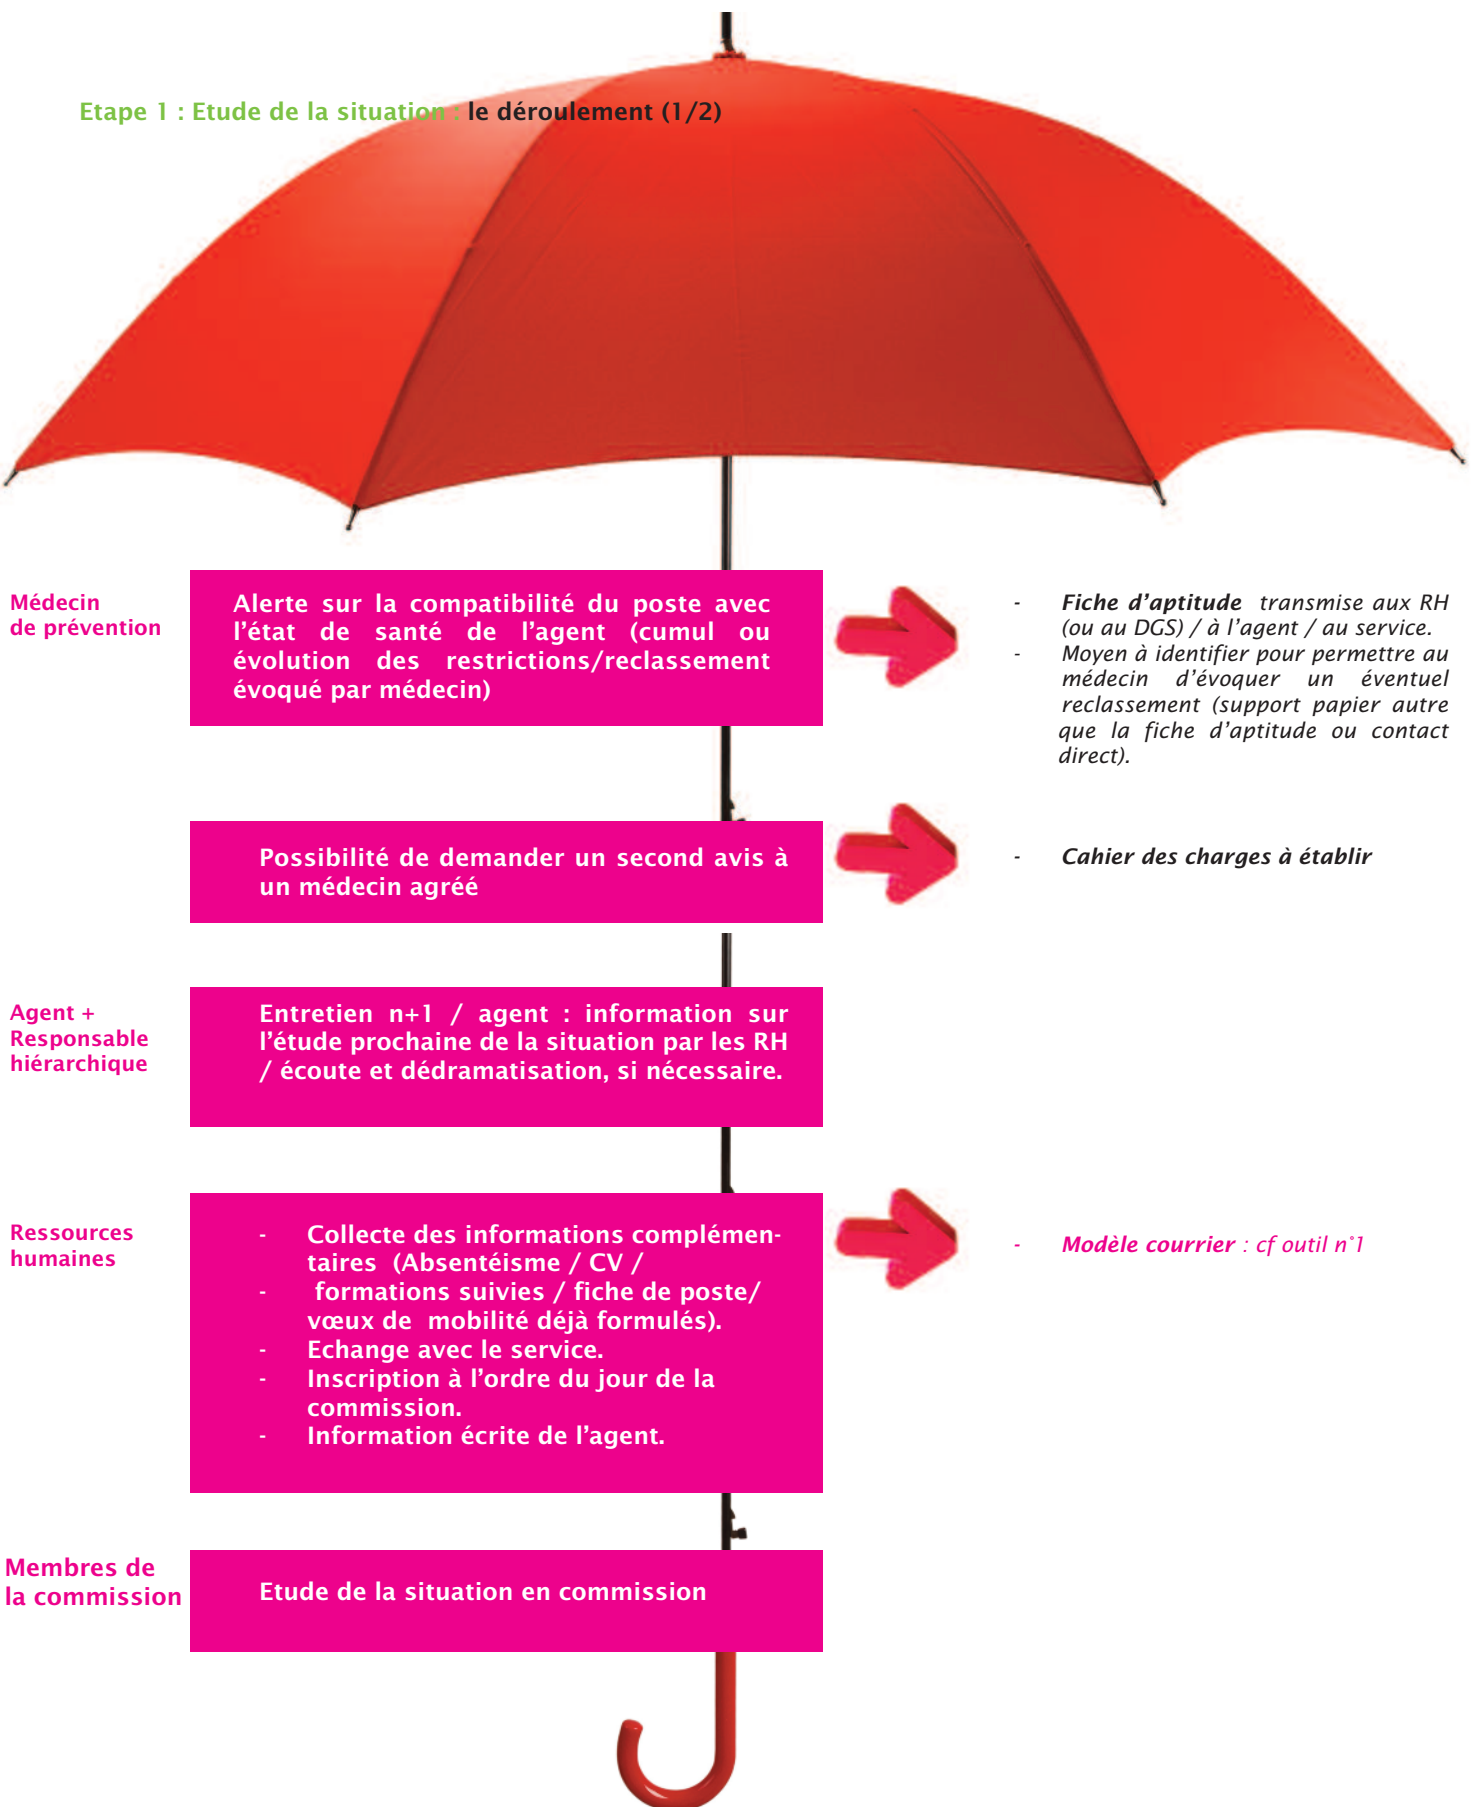 Etape 1 : Etude de la situation : le déroulement (1/2)
Médecin
de prévention
Alerte sur la compatibilité du poste avec
l’état de santé de l’agent (cumul ou
évolution des restrictions/reclassement
évoqué par médecin)
- Fiche d’aptitude transmise aux RH
(ou au DGS) / à l’agent / au service.
- Moyen à identifier pour permettre au
médecin d’évoquer un éventuel
reclassement (support papier autre
que la fiche d’aptitude ou contact
direct).
Possibilité de demander un second avis à
un médecin agréé
- Cahier des charges à établir
Agent +
Responsable
hiérarchique
Entretien n+1 / agent : information sur
l’étude prochaine de la situation par les RH
/ écoute et dédramatisation, si nécessaire.
Ressources
humaines
- Collecte des informations complémen-
taires (Absentéisme / CV /
- formations suivies / fiche de poste/
vœux de mobilité déjà formulés).
- Echange avec le service.
- Inscription à l’ordre du jour de la
commission.
- Information écrite de l’agent.
- Modèle courrier : cf outil n°1
Membres de
la commission
Etude de la situation en commission